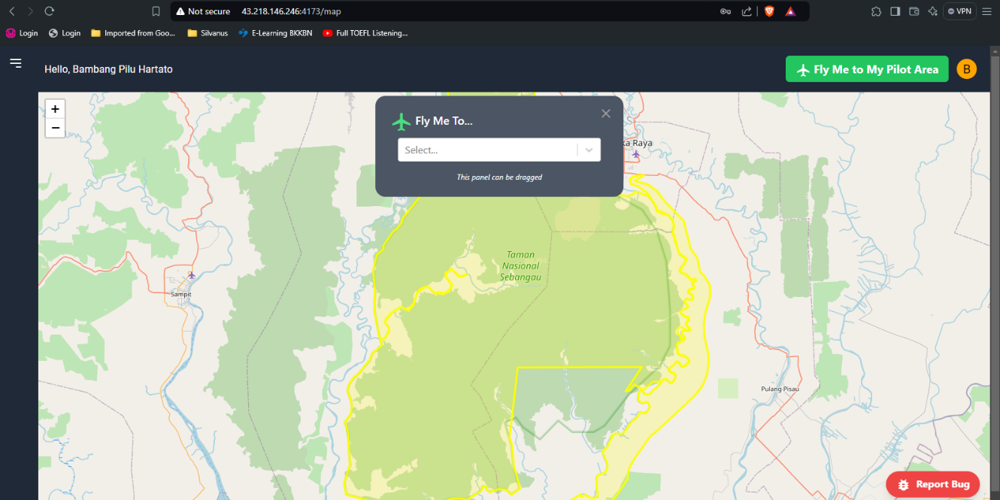 Not secure 43.218.146.246:4173/map
VPN
Login
Login
Imported from Goo...
Silvanus
E-Learning BKKBN
Full TOEFL Listening...
Hello, Bambang Pilu Hartato
Fly Me to My Pilot Area
B
+
−
Fly Me To...
Select...
This panel can be dragged
ka Raya
Taman
Nasional
Sebangau
Sampit
Pulang Pisau
Report Bug